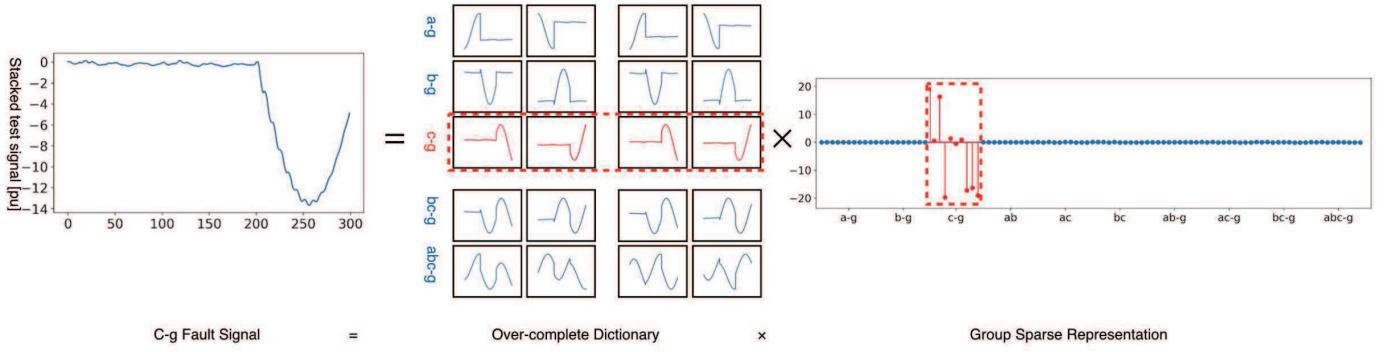 Stacked test signal [pu]
0
−2
−4
−6
−8
−10
−12
−14
0 50 100 150 200 250 300
=
a-g
b-g
c-g
bc-g
abc-g
×
20
10
0
−10
−20
a-g b-g c-g ab ac bc ab-g ac-g bc-g abc-g
C-g Fault Signal = Over-complete Dictionary × Group Sparse Representation